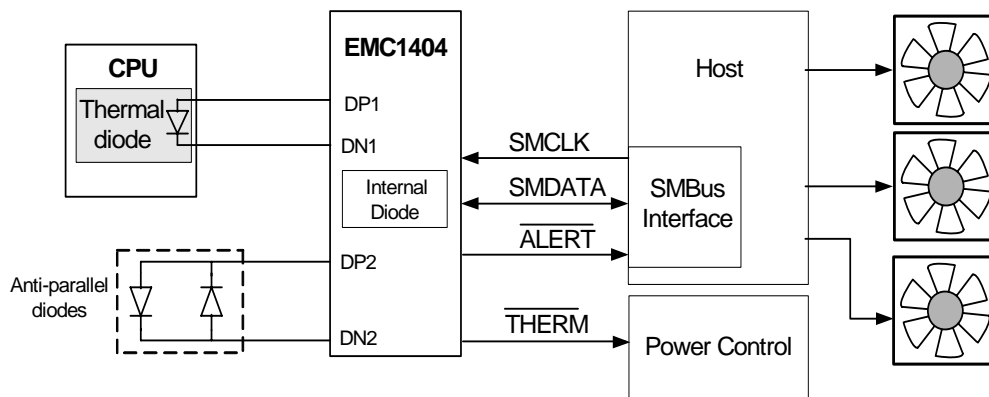 EMC1404
CPU
Thermal
diode
DP1
DN1
Internal
Diode
DP2
DN2
Anti-parallel
diodes
SMCLK
SMDATA
ALERT
THERM
Host
SMBus
Interface
Power Control